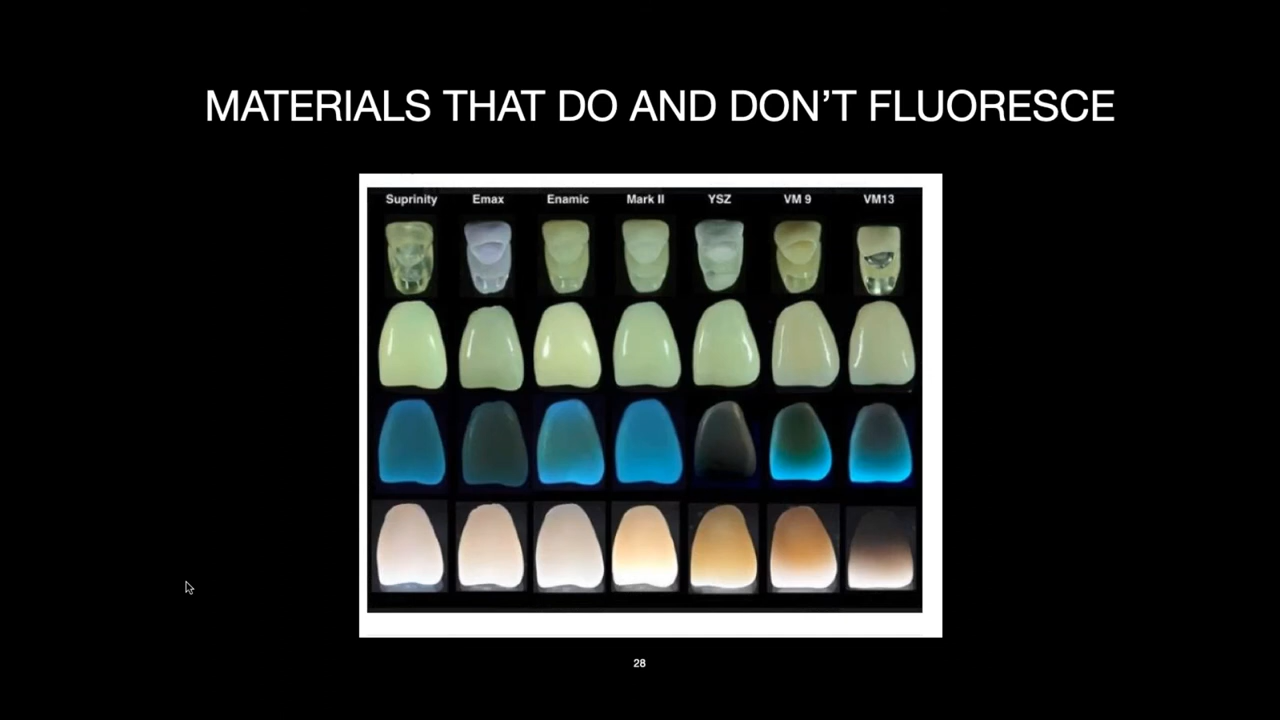 MATERIALS THAT DO AND DON’T FLUORESCE
Suprinity Emax Enamic Mark II YSZ VM 9 VM13
28